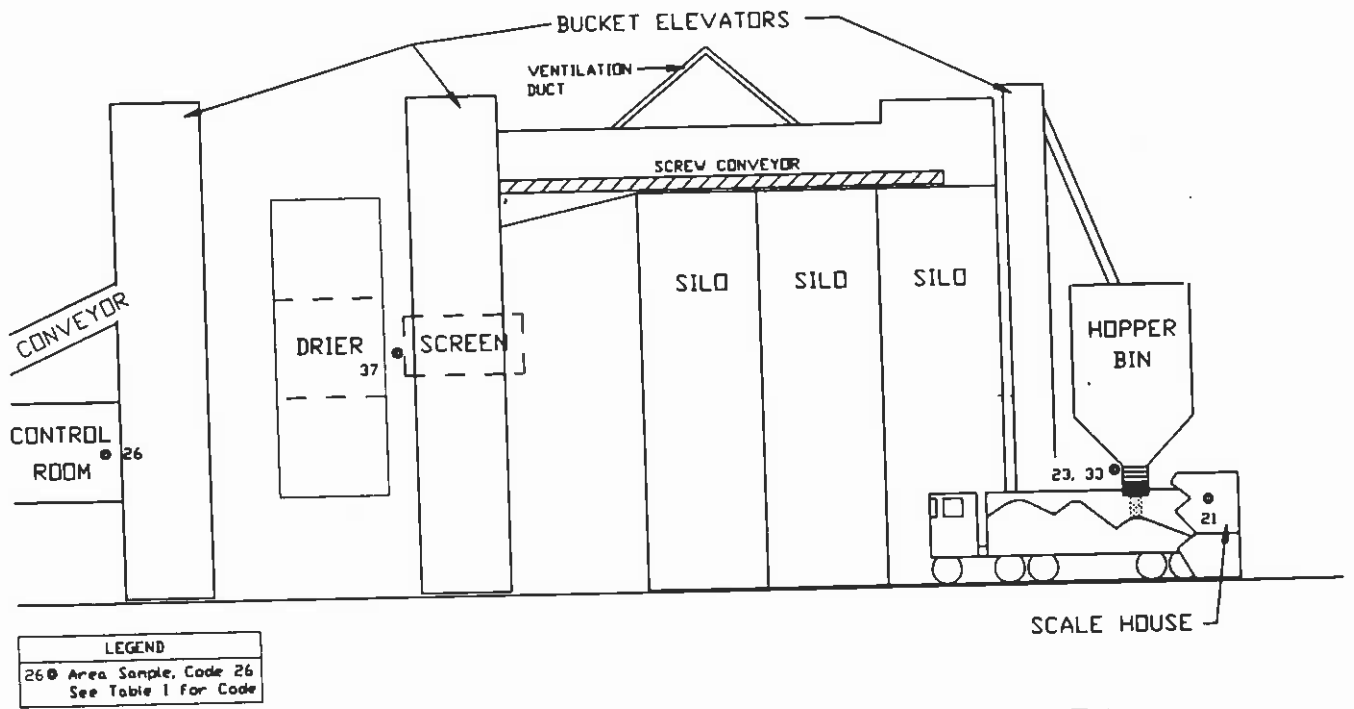 BUCKET ELEVATORS
VENTILATION
DUCT
SCREW CONVEYOR
SILO
SILO
SILO
CONVEYOR
DRIER
37
SCREEN
HOPPER
BIN
CONTROL
ROOM
26
23, 33
21
SCALE HOUSE
LEGEND
26 Area Sample, Code 26
See Table 1 for Code